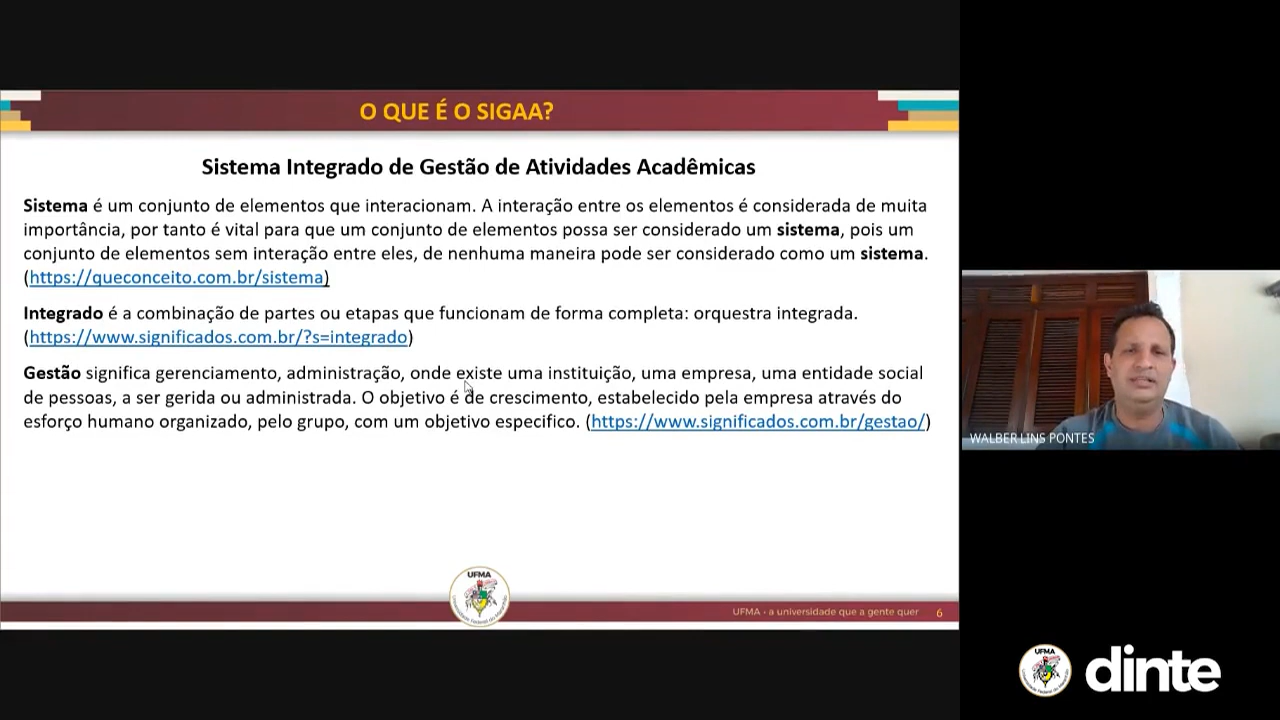 O QUE É O SIGAA?
Sistema Integrado de Gestão de Atividades Acadêmicas
Sistema é um conjunto de elementos que interacionam. A interação entre os elementos é considerada de muita
importância, por tanto é vital para que um conjunto de elementos possa ser considerado um sistema, pois um
conjunto de elementos sem interação entre eles, de nenhuma maneira pode ser considerado como um sistema.
(https://queconceito.com.br/sistema)
Integrado é a combinação de partes ou etapas que funcionam de forma completa: orquestra integrada.
(https://www.significados.com.br/?s=integrado)
Gestão significa gerenciamento, administração, onde existe uma instituição, uma empresa, uma entidade social
de pessoas, a ser gerida ou administrada. O objetivo é de crescimento, estabelecido pela empresa através do
esforço humano organizado, pelo grupo, com um objetivo especifico. (https://www.significados.com.br/gestao/)
UFMA
UFMA - a universidade que a gente quer 6
WALBER LINS PONTES
UFMA
dinte